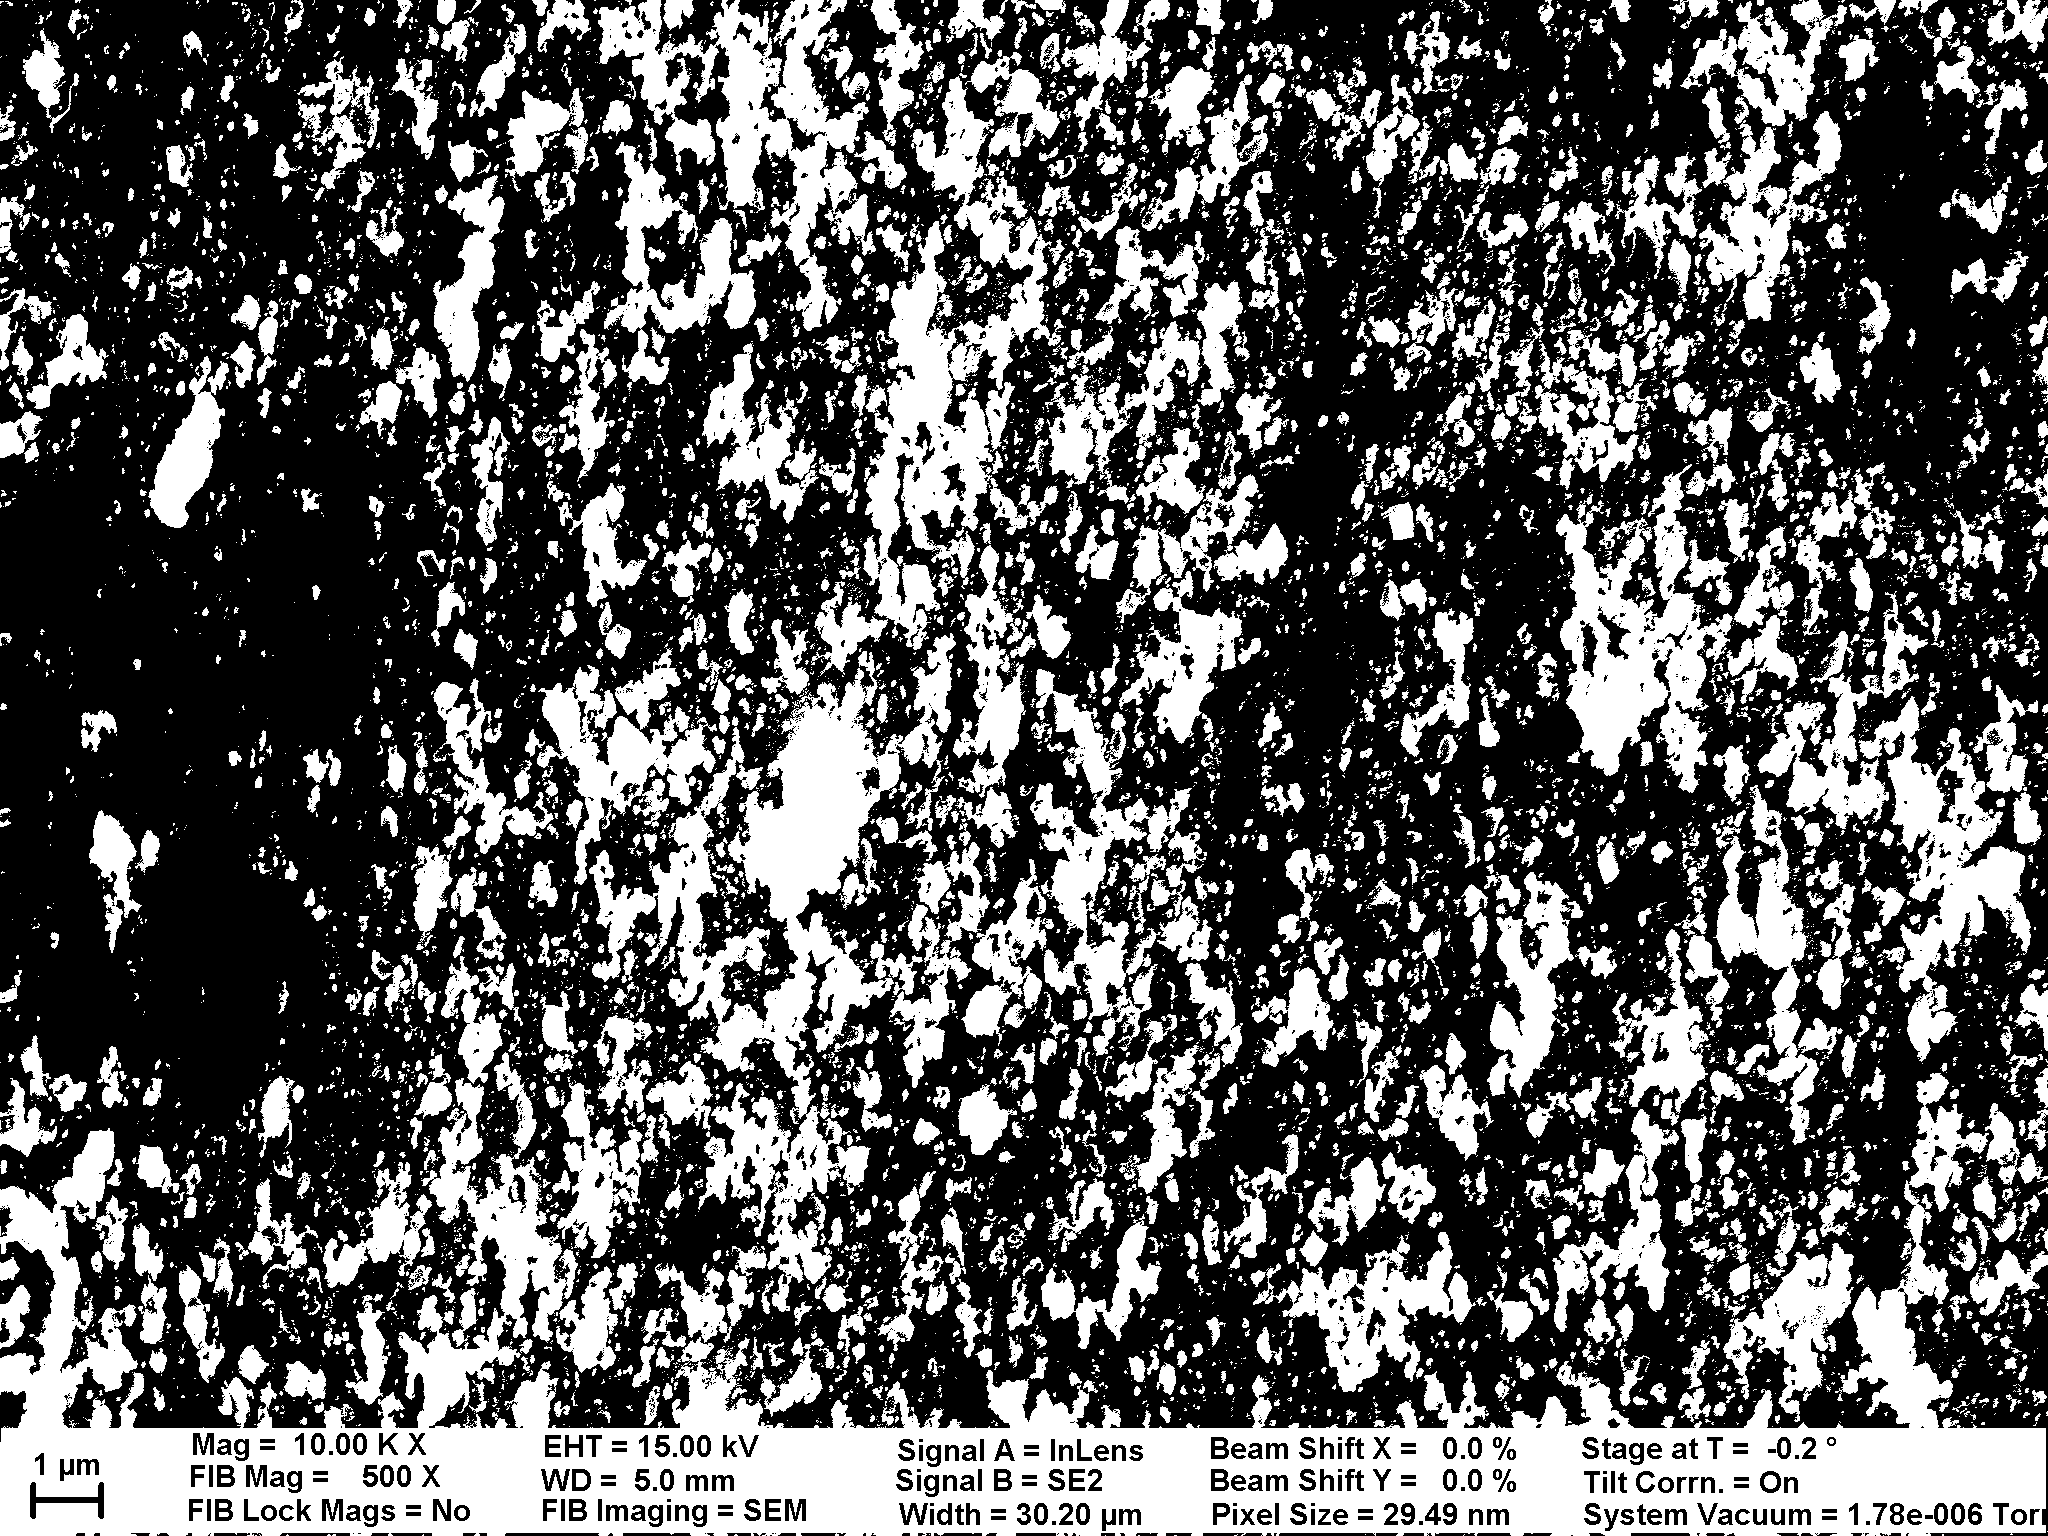 1 µm
Mag = 10.00 K X
FIB Mag = 500 X
FIB Lock Mags = No
EHT = 15.00 kV
WD = 5.0 mm
FIB Imaging = SEM
Signal A = InLens
Signal B = SE2
Width = 30.20 µm
Beam Shift X = 0.0 %
Beam Shift Y = 0.0 %
Pixel Size = 29.49 nm
Stage at T = -0.2 °
Tilt Corrn. = On
System Vacuum = 1.78e-006 Torr